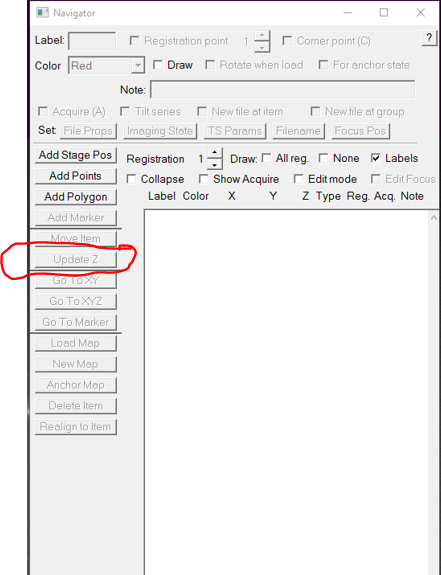 Navigator
Label: Registration point 1 Corner point (C) ?
Color Red Draw Rotate when load For anchor state
Note:
Acquire (A) Tilt series New file at item New file at group
Set: File Props Imaging State TS Params Filename Focus Pos
Add Stage Pos Registration 1 Draw: All reg. None Labels
Add Points Collapse Show Acquire Edit mode Edit Focus
Add Polygon Label Color X Y Z Type Reg. Acq. Note
Add Marker
Move Item
Update Z
Go To XY
Go To XYZ
Go To Marker
Load Map
New Map
Anchor Map
Delete Item
Realign to Item